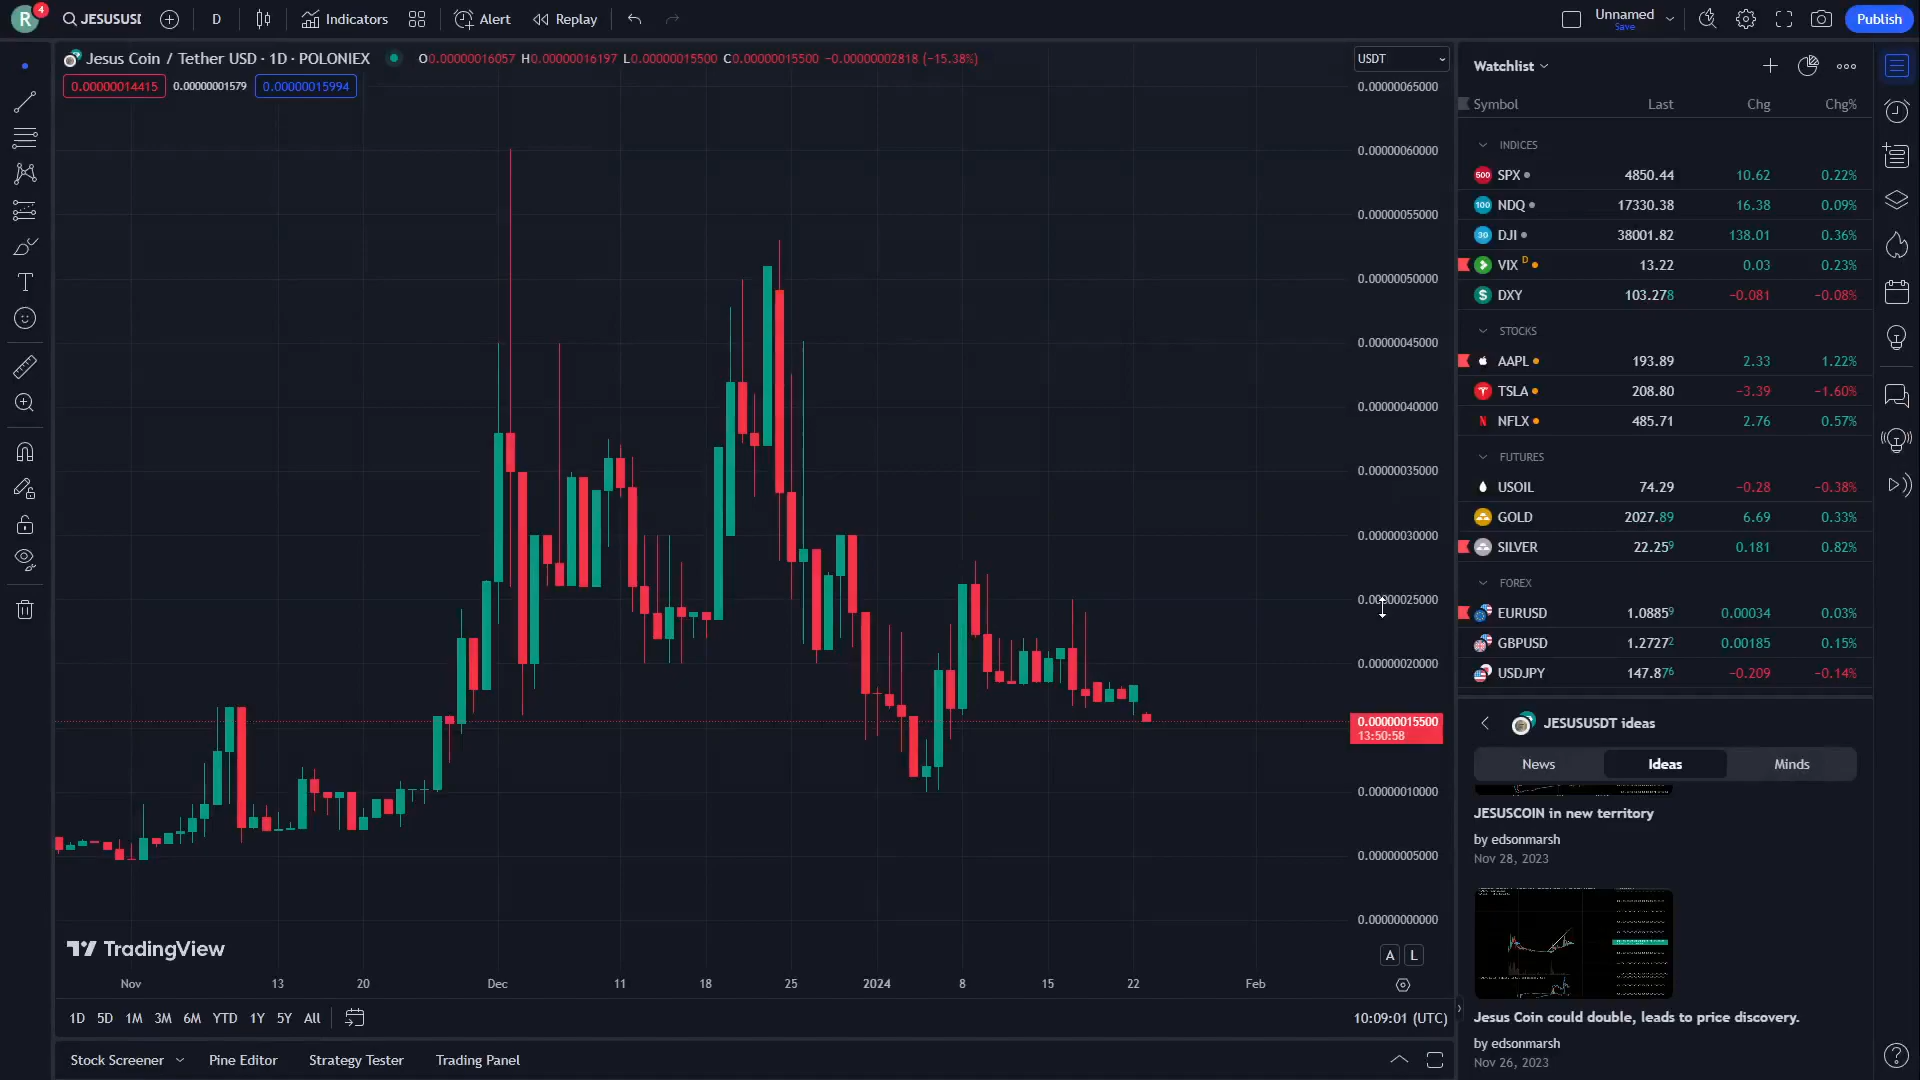 R 4 JESUSUSI D Indicators Alert Replay Unnamed Save Publish
Jesus Coin / Tether USD · 1D · POLONIEX O0.00000016057 H0.00000016197 L0.00000015500 C0.00000015500 −0.00000002818 (−15.38%)
0.00000014415 0.00000001579 0.00000015994
USDT
0.00000065000
0.00000060000
0.00000055000
0.00000050000
0.00000045000
0.00000040000
0.00000035000
0.00000030000
0.00000025000
0.00000020000
0.00000015500
13:50:58
0.00000010000
0.00000005000
0.00000000000
TradingView
A L
Nov 13 20 Dec 11 18 25 2024 8 15 22 Feb
1D 5D 1M 3M 6M YTD 1Y 5Y All 10:09:01 (UTC)
Stock Screener Pine Editor Strategy Tester Trading Panel
Watchlist
Symbol Last Chg Chg%
INDICES
500 SPX 4850.44 10.62 0.22%
100 NDQ 17330.38 16.38 0.09%
30 DJI 38001.82 138.01 0.36%
VIX D 13.22 0.03 0.23%
$ DXY 103.278 −0.081 −0.08%
STOCKS
AAPL 193.89 2.33 1.22%
TSLA 208.80 −3.39 −1.60%
N NFLX 485.71 2.76 0.57%
FUTURES
USOIL 74.29 −0.28 −0.38%
GOLD 2027.89 6.69 0.33%
SILVER 22.259 0.181 0.82%
FOREX
EURUSD 1.08859 0.00034 0.03%
GBPUSD 1.27272 0.00185 0.15%
USDJPY 147.876 −0.209 −0.14%
JESUSUSDT ideas
News Ideas Minds
JESUSCOIN in new territory
by edsonmarsh
Nov 28, 2023
Jesus Coin could double, leads to price discovery.
by edsonmarsh
Nov 26, 2023